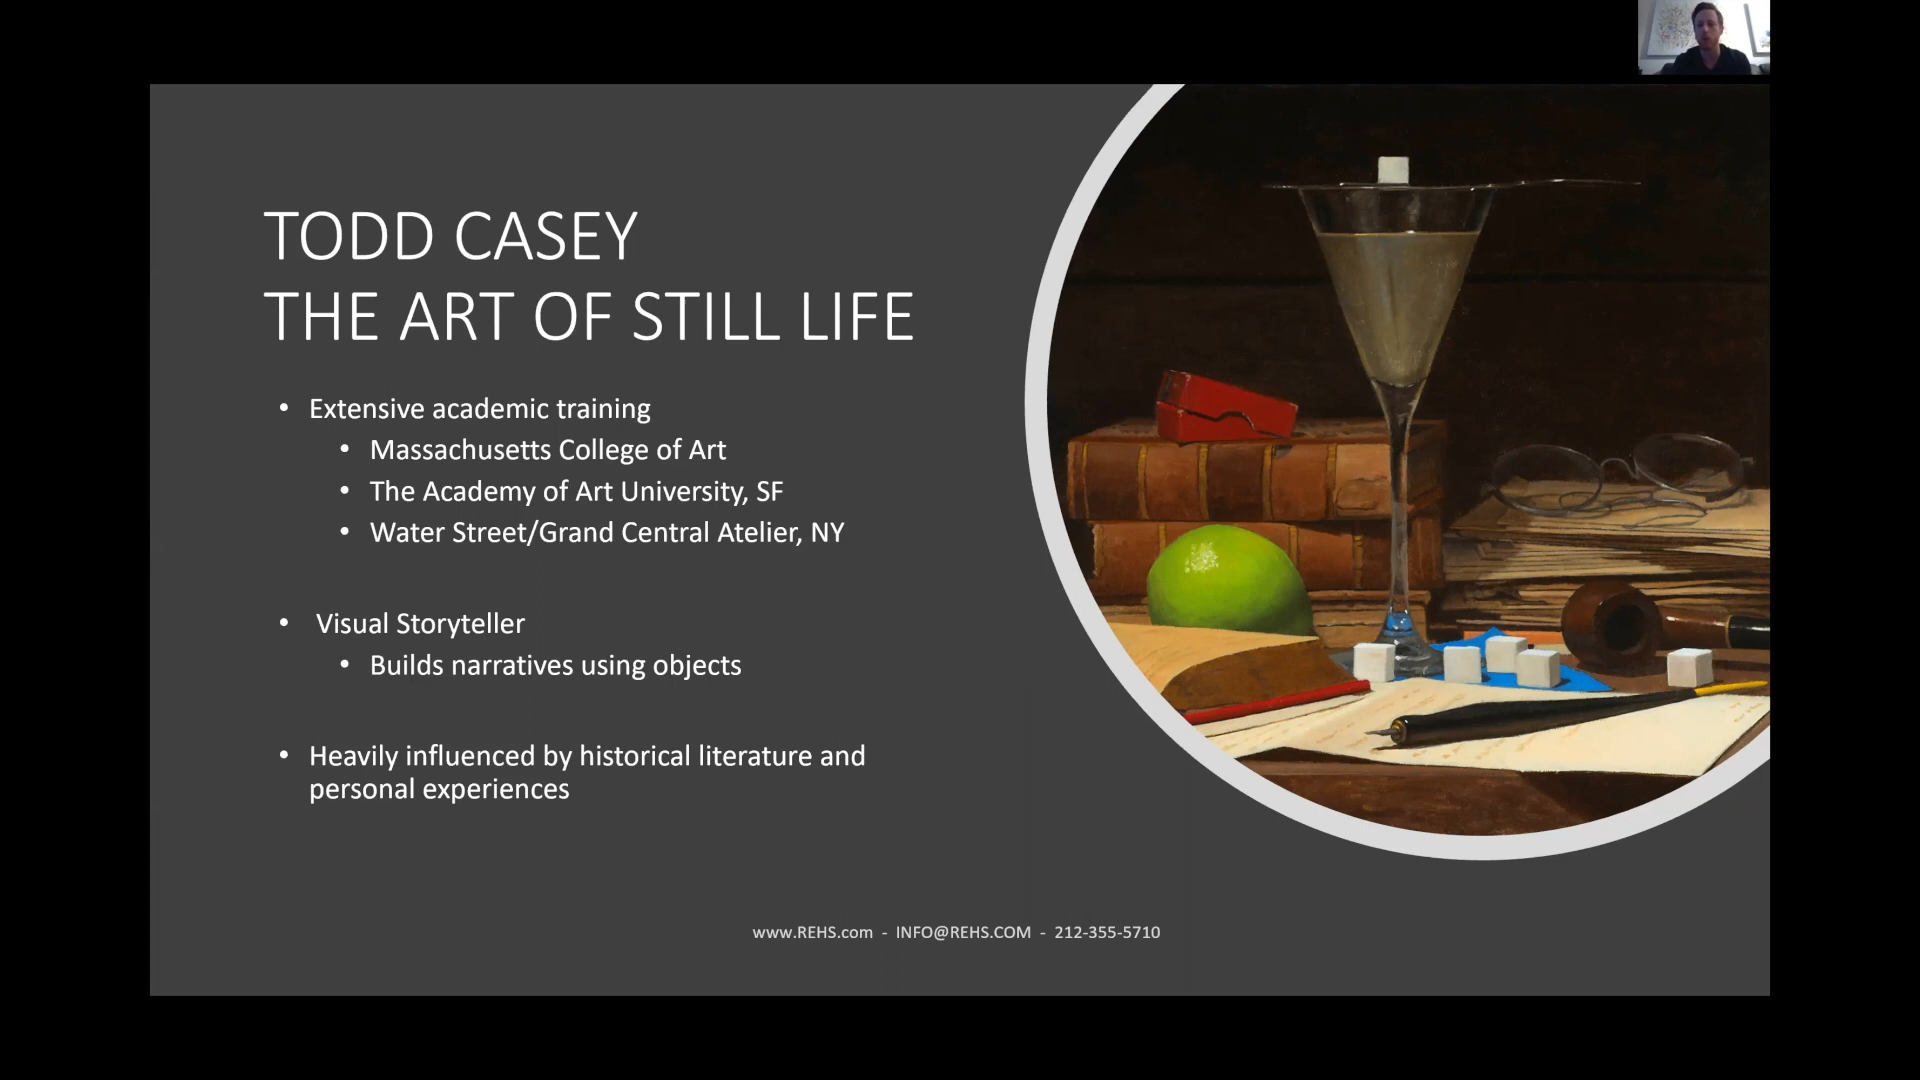 TODD CASEY
THE ART OF STILL LIFE
• Extensive academic training
• Massachusetts College of Art
• The Academy of Art University, SF
• Water Street/Grand Central Atelier, NY
• Visual Storyteller
• Builds narratives using objects
• Heavily influenced by historical literature and
personal experiences
www.REHS.com - INFO@REHS.COM - 212-355-5710